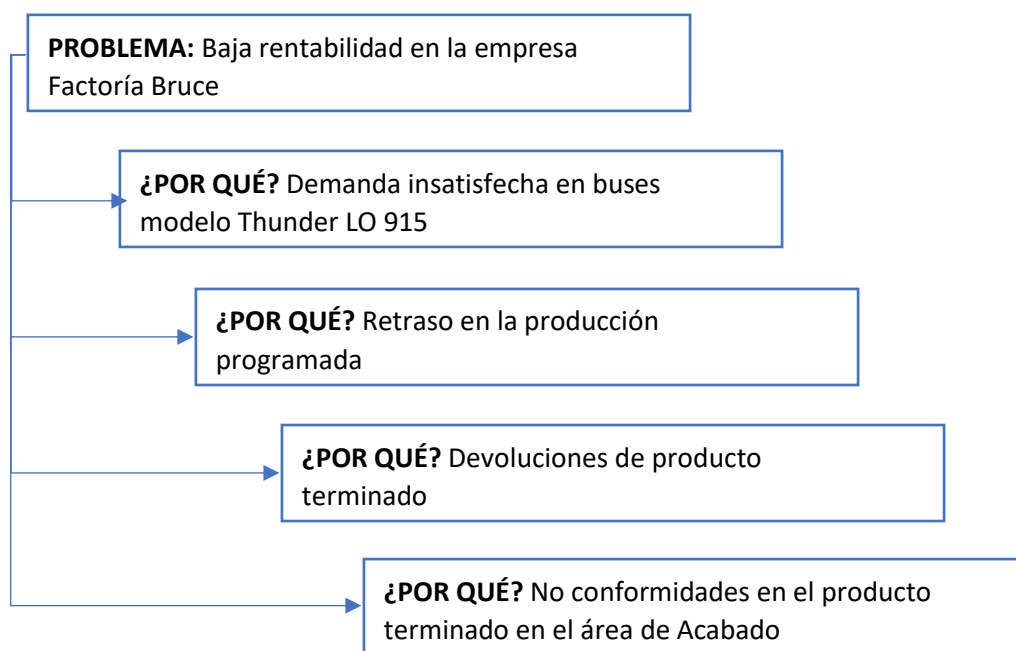 PROBLEMA: Baja rentabilidad en la empresa
Factoría Bruce
¿POR QUÉ? Demanda insatisfecha en buses
modelo Thunder LO 915
¿POR QUÉ? Retraso en la producción
programada
¿POR QUÉ? Devoluciones de producto
terminado
¿POR QUÉ? No conformidades en el producto
terminado en el área de Acabado